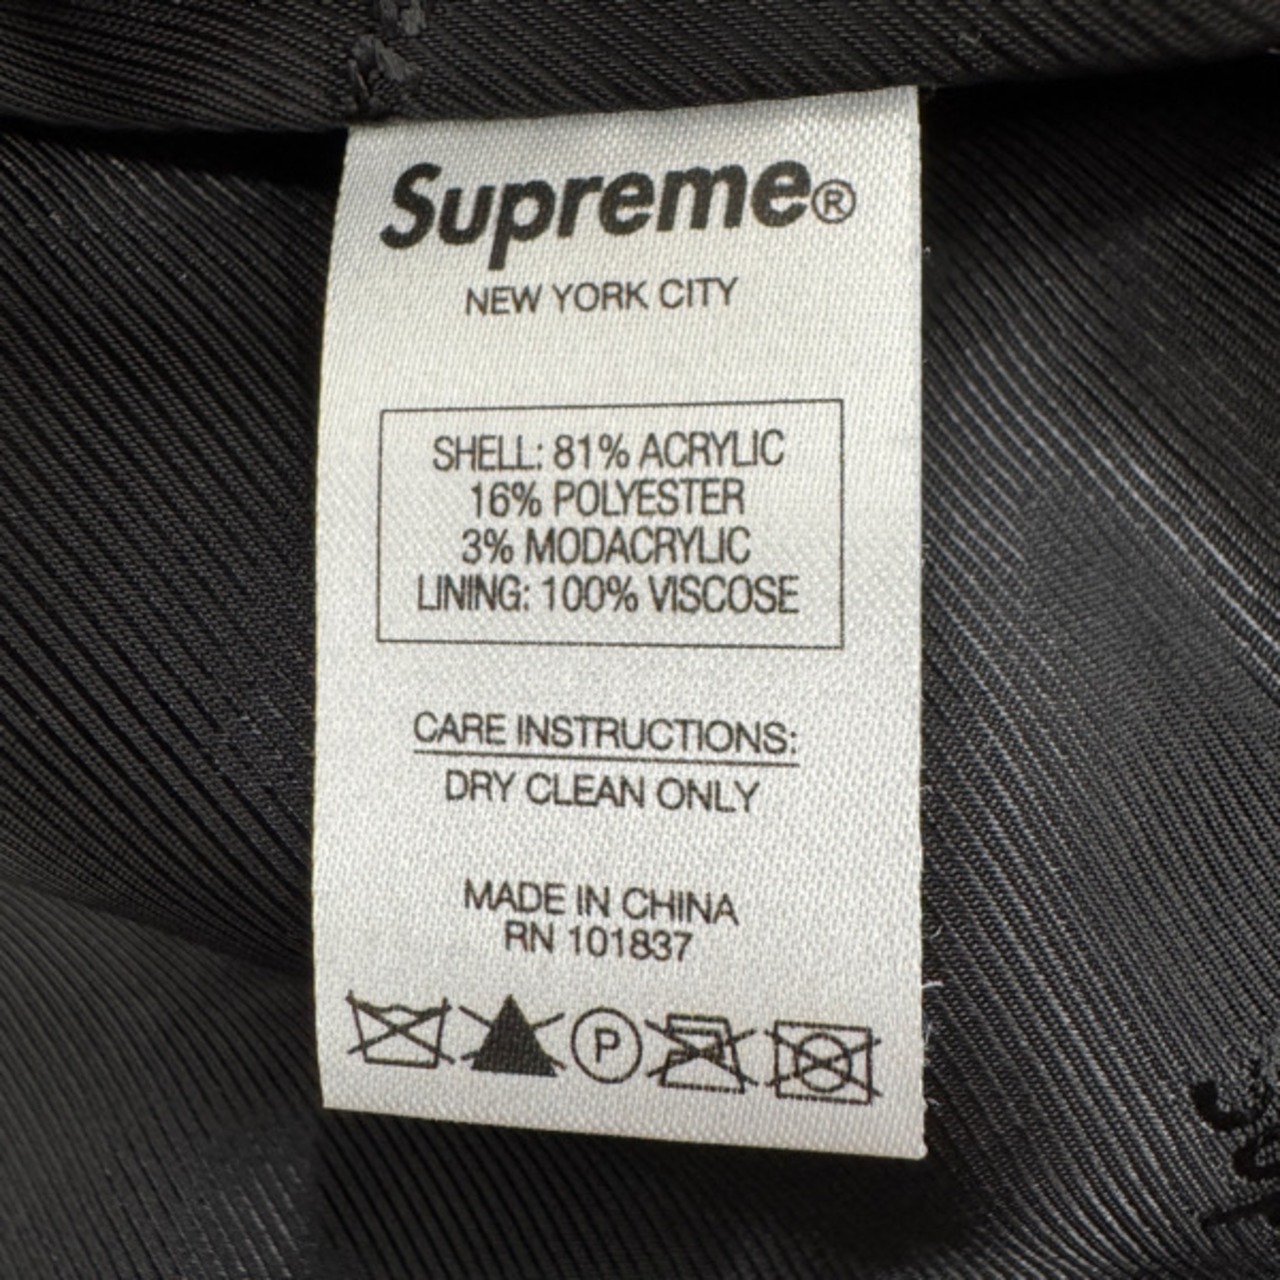 Supreme®
NEW YORK CITY
SHELL: 81% ACRYLIC
16% POLYESTER
3% MODACRYLIC
LINING: 100% VISCOSE
CARE INSTRUCTIONS:
DRY CLEAN ONLY
MADE IN CHINA
RN 101837
P